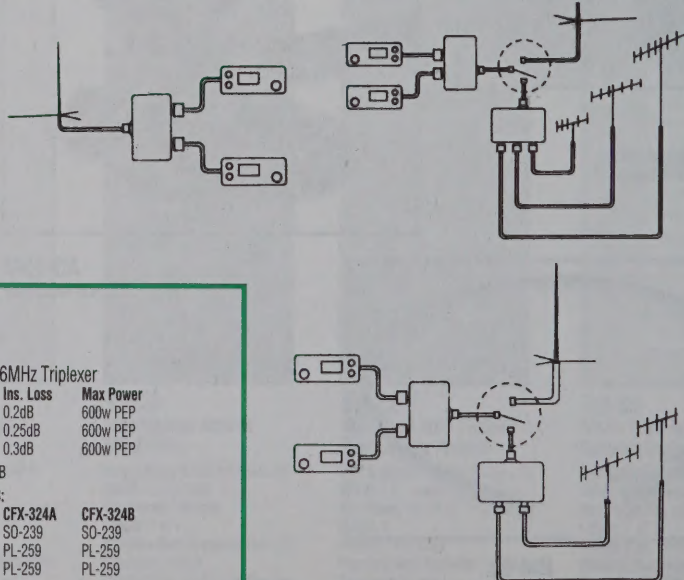 6MHz Triplexer
Ins. Loss Max Power
0.2dB 600w PEP
0.25dB 600w PEP
0.3dB 600w PEP
B
:
CFX-324A CFX-324B
SO-239 SO-239
PL-259 PL-259
PL-259 PL-259